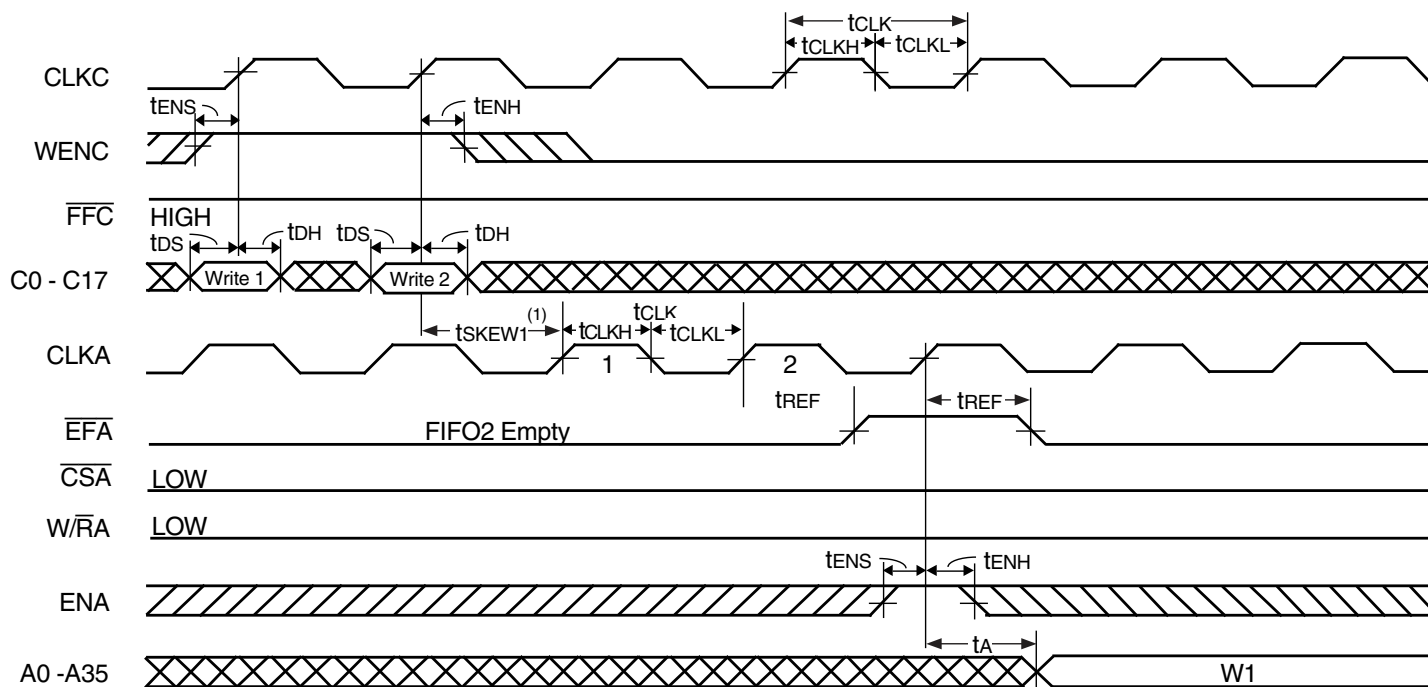 tCLK
tCLKH tCLKL
CLKC
tENS tENH
WENC
FFC HIGH
tDS tDH tDS tDH
C0 - C17 Write 1 Write 2
tSKEW1 (1) tCLKH tCLK tCLKL
CLKA 1 2
tREF tREF
EFA FIFO2 Empty
CSA LOW
W/RA LOW
tENS tENH
ENA
tA
A0 -A35 W1